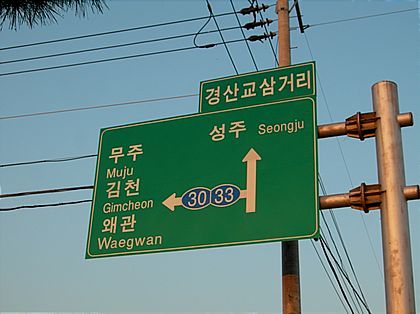 경산교삼거리
성주 Seongju
무주
Muju
김천
Gimcheon
왜관
Waegwan
30 33